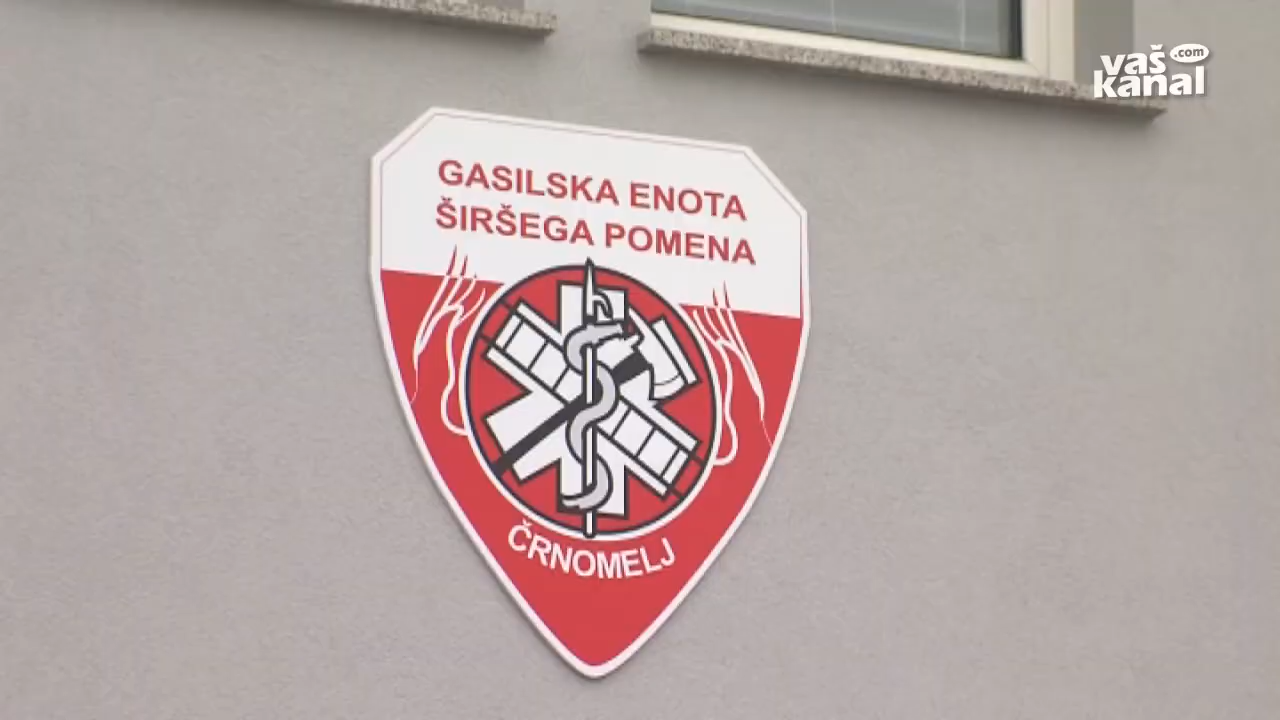 vaš.com
kanal
GASILSKA ENOTA
ŠIRŠEGA POMENA
ČRNOMELJ